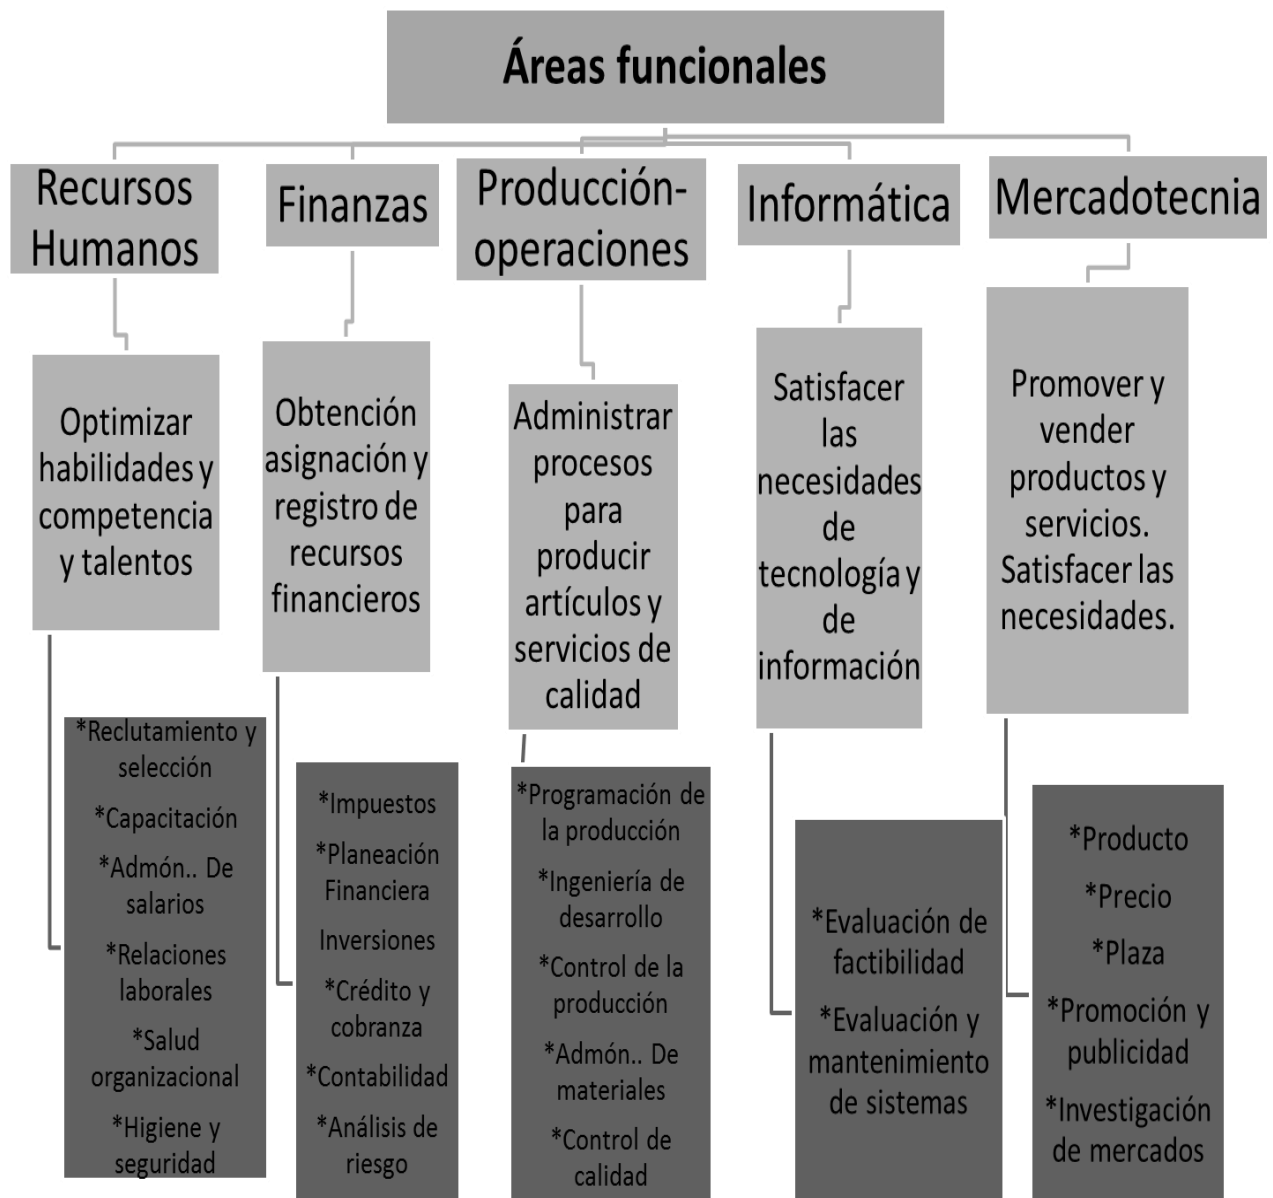 Áreas funcionales
Recursos
Humanos
Finanzas
Producción-
operaciones
Informática
Mercadotecnia
Optimizar
habilidades y
competencia
y talentos
Obtención
asignación y
registro de
recursos
financieros
Administrar
procesos
para
producir
artículos y
servicios de
calidad
Satisfacer
las
necesidades
de
tecnología y
de
información
Promover y
vender
productos y
servicios.
Satisfacer las
necesidades.
*Reclutamiento y
selección
*Capacitación
*Admón.. De
salarios
*Relaciones
laborales
*Salud
organizacional
*Higiene y
seguridad
*Impuestos
*Planeación
Financiera
Inversiones
*Crédito y
cobranza
*Contabilidad
*Análisis de
riesgo
*Programación de
la producción
*Ingeniería de
desarrollo
*Control de la
producción
*Admón.. De
materiales
*Control de
calidad
*Evaluación de
factibilidad
*Evaluación y
mantenimiento
de sistemas
*Producto
*Precio
*Plaza
*Promoción y
publicidad
*Investigación
de mercados